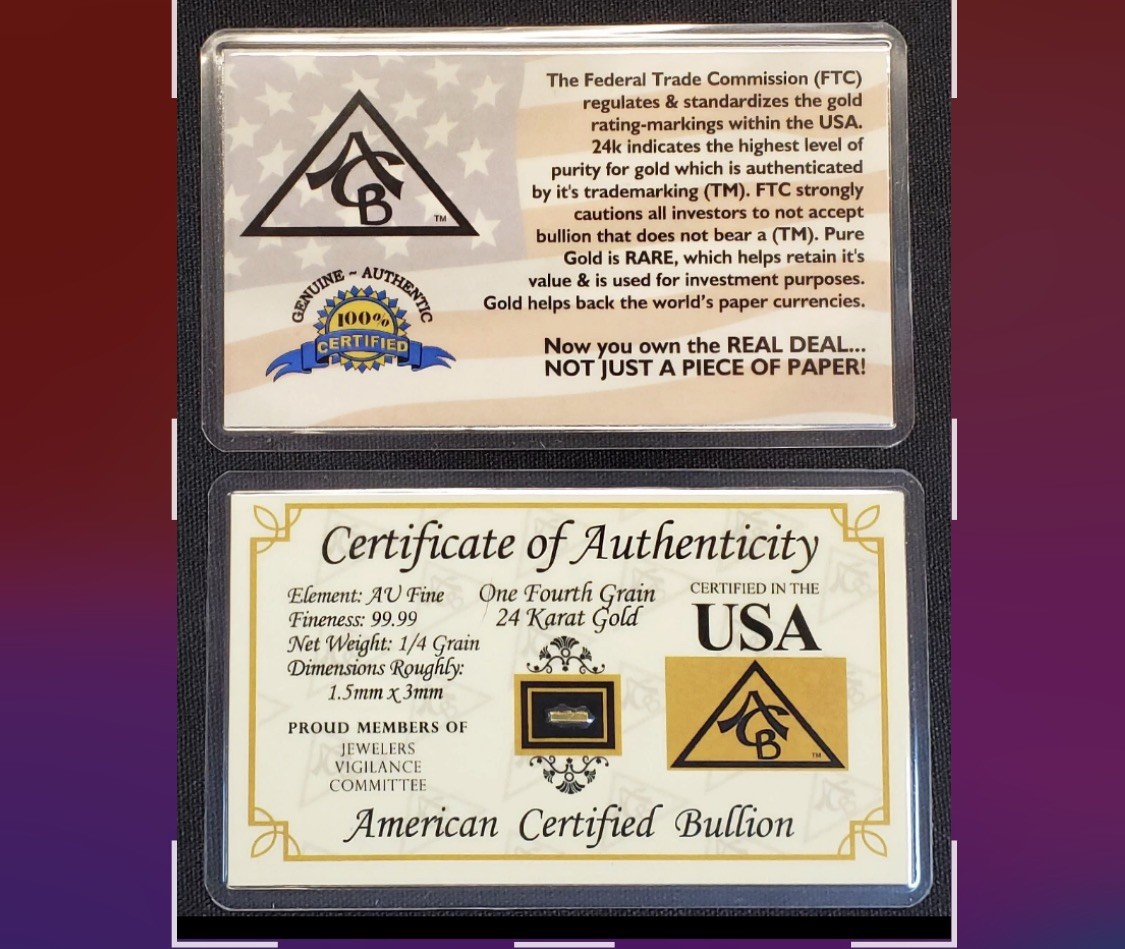 The Federal Trade Commission (FTC)
regulates & standardizes the gold
rating-markings within the USA.
24k indicates the highest level of
purity for gold which is authenticated
by it's trademarking (TM). FTC strongly
cautions all investors to not accept
bullion that does not bear a (TM). Pure
Gold is RARE, which helps retain it's
value & is used for investment purposes.
Gold helps back the world's paper currencies.
Now you own the REAL DEAL...
NOT JUST A PIECE OF PAPER!
ACB
TM
GENUINE ~ AUTHENTIC
100%
CERTIFIED
Certificate of Authenticity
Element: AU Fine
Fineness: 99.99
Net Weight: 1/4 Grain
Dimensions Roughly:
1.5mm x 3mm
PROUD MEMBERS OF
JEWELERS
VIGILANCE
COMMITTEE
One Fourth Grain
24 Karat Gold
CERTIFIED IN THE
USA
ACB
TM
American Certified Bullion